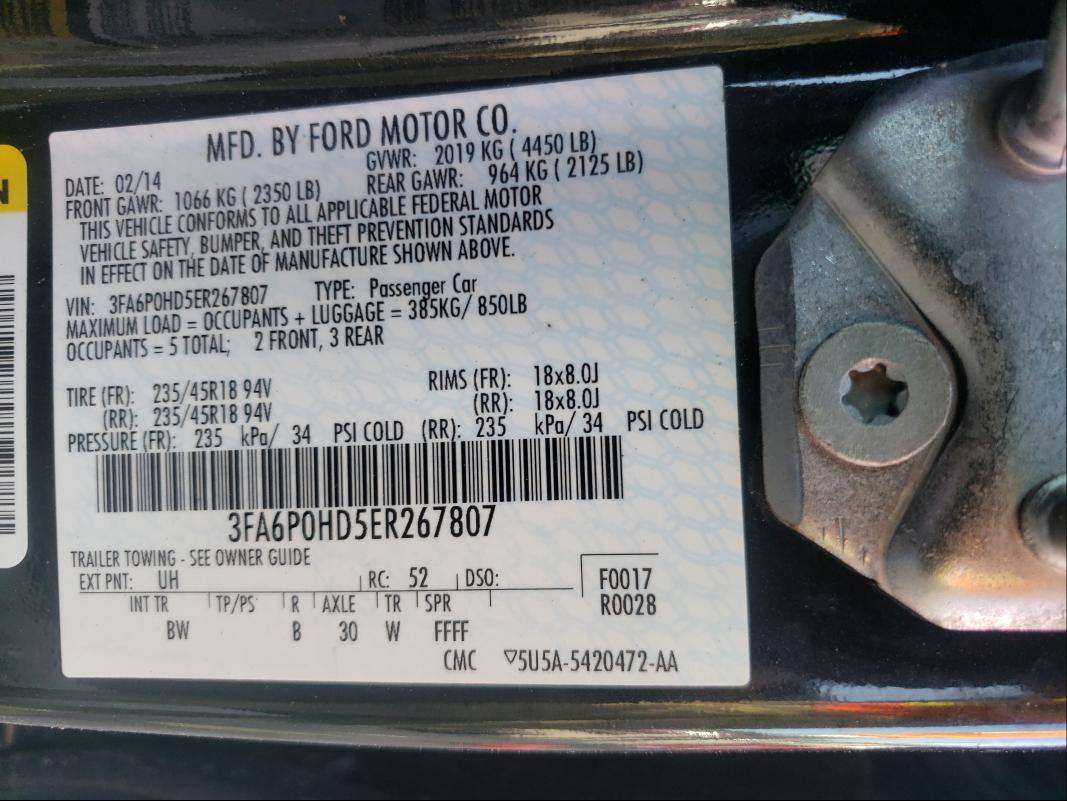 N
MFD. BY FORD MOTOR CO.
DATE: 02/14 GVWR: 2019 KG ( 4450 LB)
FRONT GAWR: 1066 KG ( 2350 LB) REAR GAWR: 964 KG ( 2125 LB)
THIS VEHICLE CONFORMS TO ALL APPLICABLE FEDERAL MOTOR
VEHICLE SAFETY, BUMPER, AND THEFT PREVENTION STANDARDS
IN EFFECT ON THE DATE OF MANUFACTURE SHOWN ABOVE.
VIN: 3FA6P0HD5ER267807 TYPE: Passenger Car
MAXIMUM LOAD = OCCUPANTS + LUGGAGE = 385KG/ 850LB
OCCUPANTS = 5 TOTAL; 2 FRONT, 3 REAR
TIRE (FR): 235/45R18 94V RIMS (FR): 18x8.0J
(RR): 235/45R18 94V (RR): 18x8.0J
PRESSURE (FR): 235 kPa/ 34 PSI COLD (RR): 235 kPa/ 34 PSI COLD
3FA6P0HD5ER267807
TRAILER TOWING - SEE OWNER GUIDE
EXT PNT: UH RC: 52 DSO: F0017
INT TR TP/PS R AXLE TR SPR R0028
BW B 30 W FFFF
CMC ▽5U5A-5420472-AA